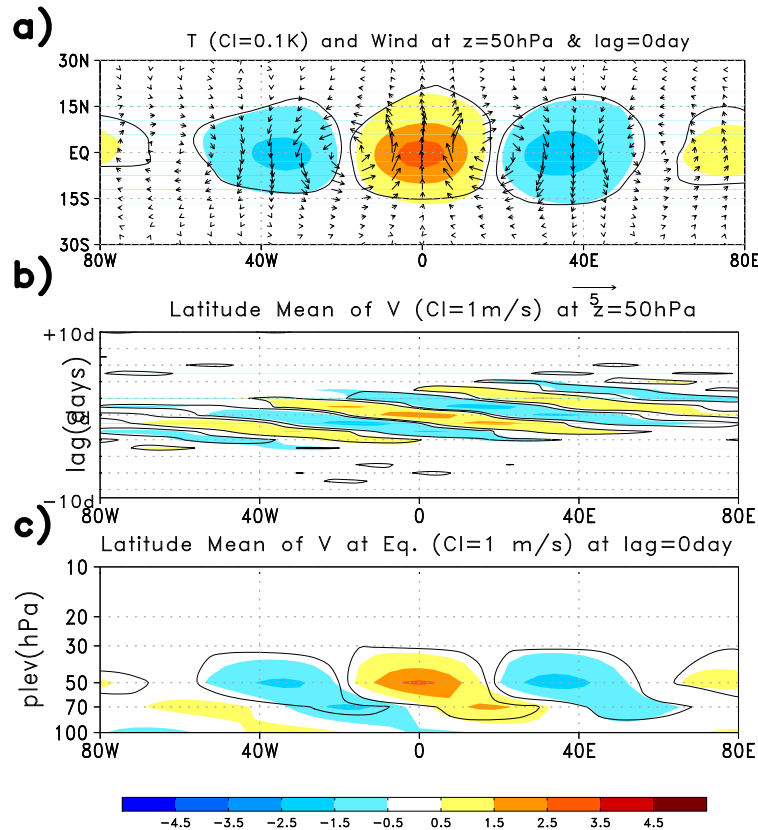 a)
T (CI=0.1K) and Wind at z=50hPa & lag=0day
30N
15N
EQ
15S
30S
80W 40W 0 40E 80E
5
b)
Latitude Mean of V (CI=1m/s) at z=50hPa
+10d
lag(days)
d
−10d
80W 40W 0 40E 80E
c)
Latitude Mean of V at Eq. (CI=1 m/s) at lag=0day
10
20
30
50
70
100
plev(hPa)
80W 40W 0 40E 80E
−4.5 −3.5 −2.5 −1.5 −0.5 0.5 1.5 2.5 3.5 4.5